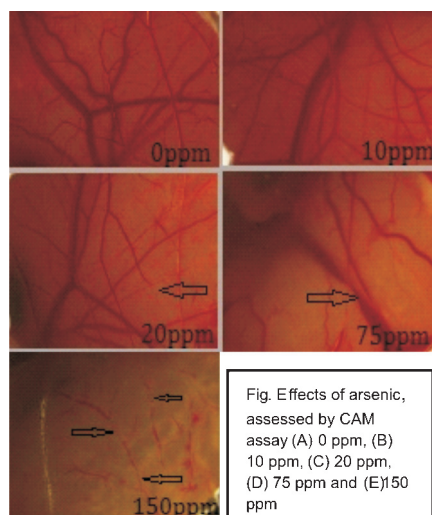 0ppm
10ppm
20ppm
75ppm
150ppm
Fig. Effects of arsenic,
assessed by CAM
assay (A) 0 ppm, (B)
10 ppm, (C) 20 ppm,
(D) 75 ppm and (E)150
ppm